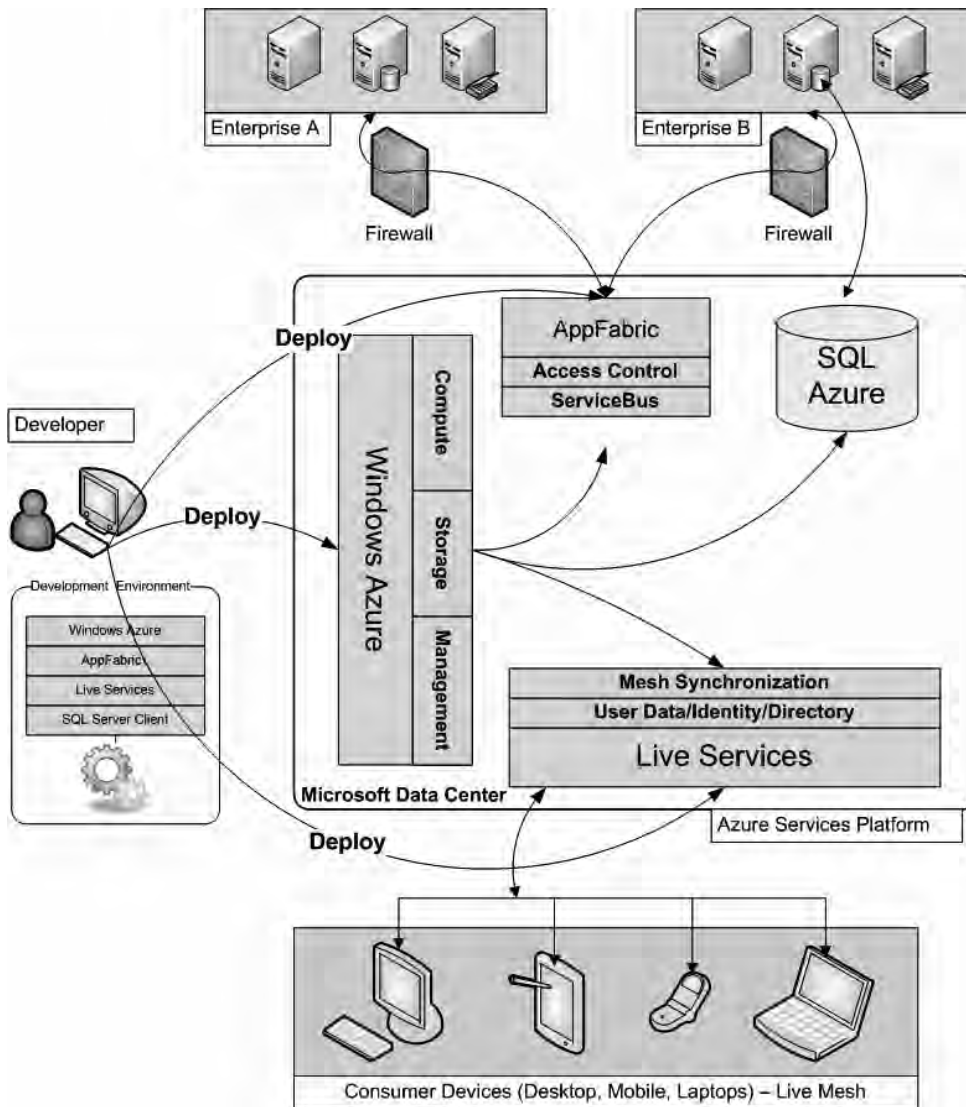 Enterprise A
Enterprise B
Firewall
Firewall
Deploy
AppFabric
Access Control
ServiceBus
SQL
Azure
Developer
Windows Azure
Compute
Storage
Management
Deploy
Development Environment
Windows Azure
AppFabric
Live Services
SQL Server Client
Mesh Synchronization
User Data/Identity/Directory
Live Services
Microsoft Data Center
Azure Services Platform
Deploy
Consumer Devices (Desktop, Mobile, Laptops) – Live Mesh